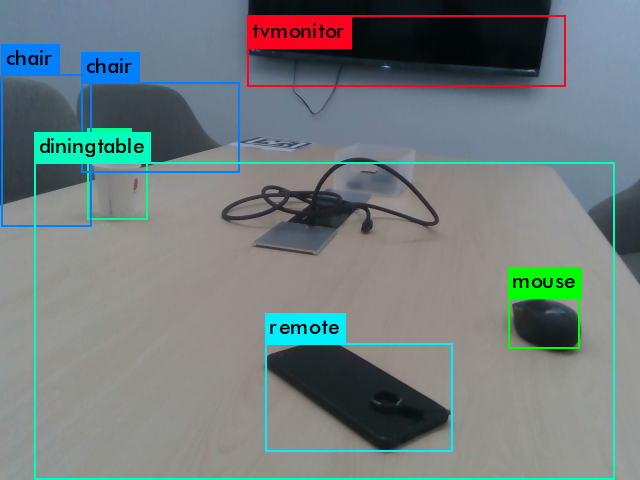 tvmonitor
chair
chair
diningtable
remote
mouse